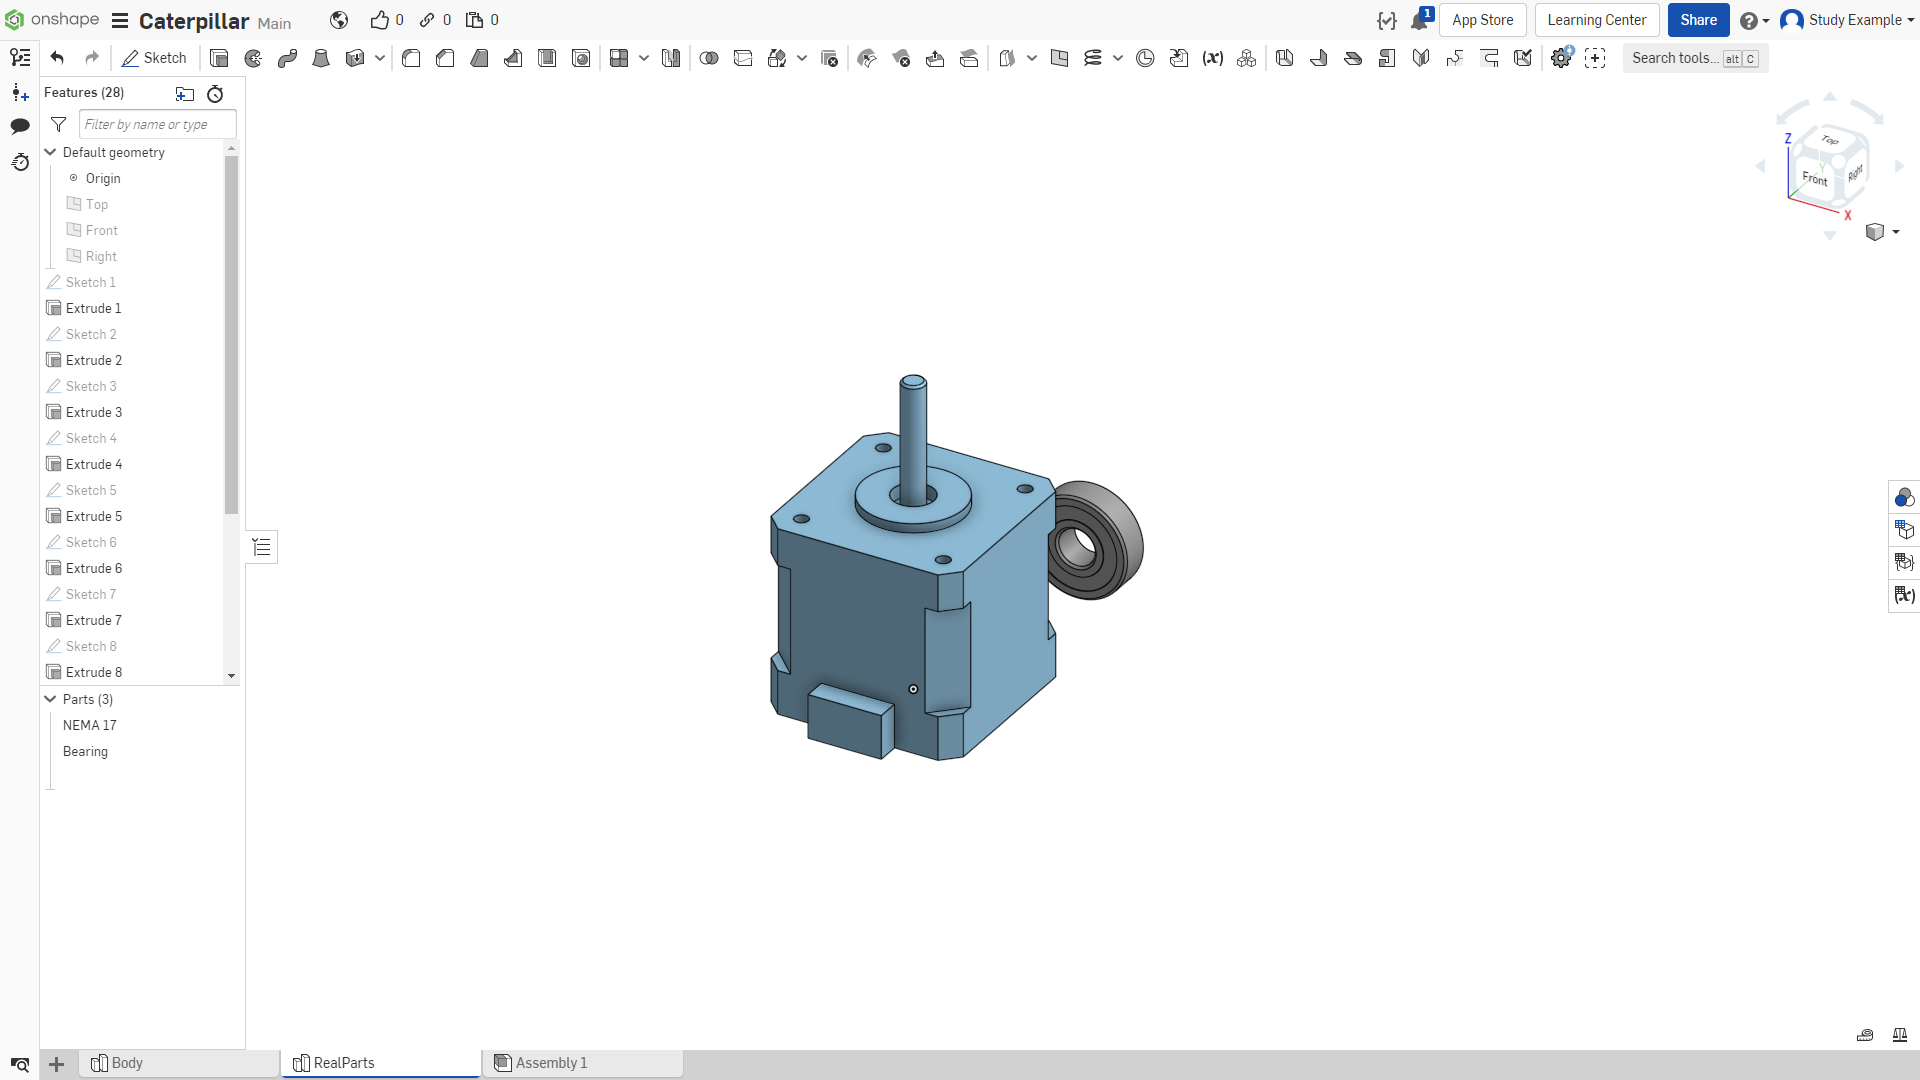 onshape Caterpillar Main 0 0 0 1 App Store Learning Center Share Study Example
Sketch Search tools... alt C
Features (28)
Filter by name or type
Default geometry
Origin
Top
Front
Right
Sketch 1
Extrude 1
Sketch 2
Extrude 2
Sketch 3
Extrude 3
Sketch 4
Extrude 4
Sketch 5
Extrude 5
Sketch 6
Extrude 6
Sketch 7
Extrude 7
Sketch 8
Extrude 8
Parts (3)
NEMA 17
Bearing
Z
Top
Y
Front
Right
X
Body
RealParts
Assembly 1